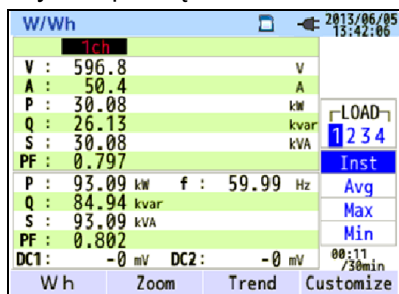 W/Wh 2013/06/05
13:42:06
1ch
V : 596.8 V
A : 50.4 A
P : 30.08 kW
Q : 26.13 kvar
S : 30.08 kVA
PF : 0.797
P : 93.09 kW f : 59.99 Hz
Q : 84.94 kvar
S : 93.09 kVA
PF : 0.802
DC1: -0 mV DC2: -0 mV
LOAD
1 2 3 4
Inst
Avg
Max
Min
00:11
/30min
Wh Zoom Trend Customize